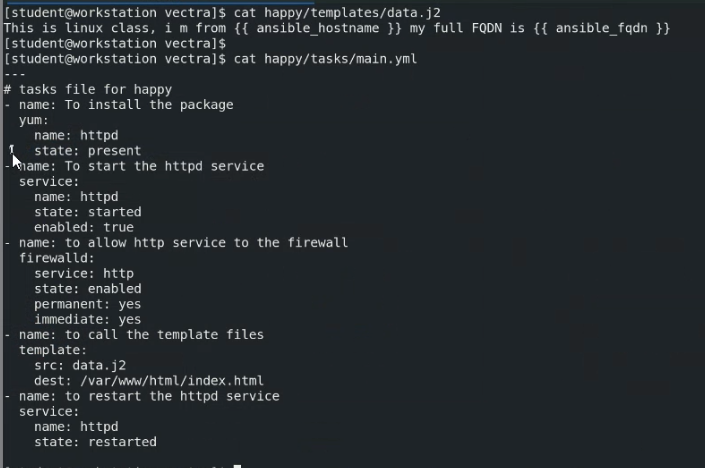 [student@workstation vectra]$ cat happy/templates/data.j2
This is linux class, i m from {{ ansible_hostname }} my full FQDN is {{ ansible_fqdn }}
[student@workstation vectra]$
[student@workstation vectra]$ cat happy/tasks/main.yml
---
# tasks file for happy
- name: To install the package
  yum:
    name: httpd
    state: present
- name: To start the httpd service
  service:
    name: httpd
    state: started
    enabled: true
- name: to allow http service to the firewall
  firewalld:
    service: http
    state: enabled
    permanent: yes
    immediate: yes
- name: to call the template files
  template:
    src: data.j2
    dest: /var/www/html/index.html
- name: to restart the httpd service
  service:
    name: httpd
    state: restarted